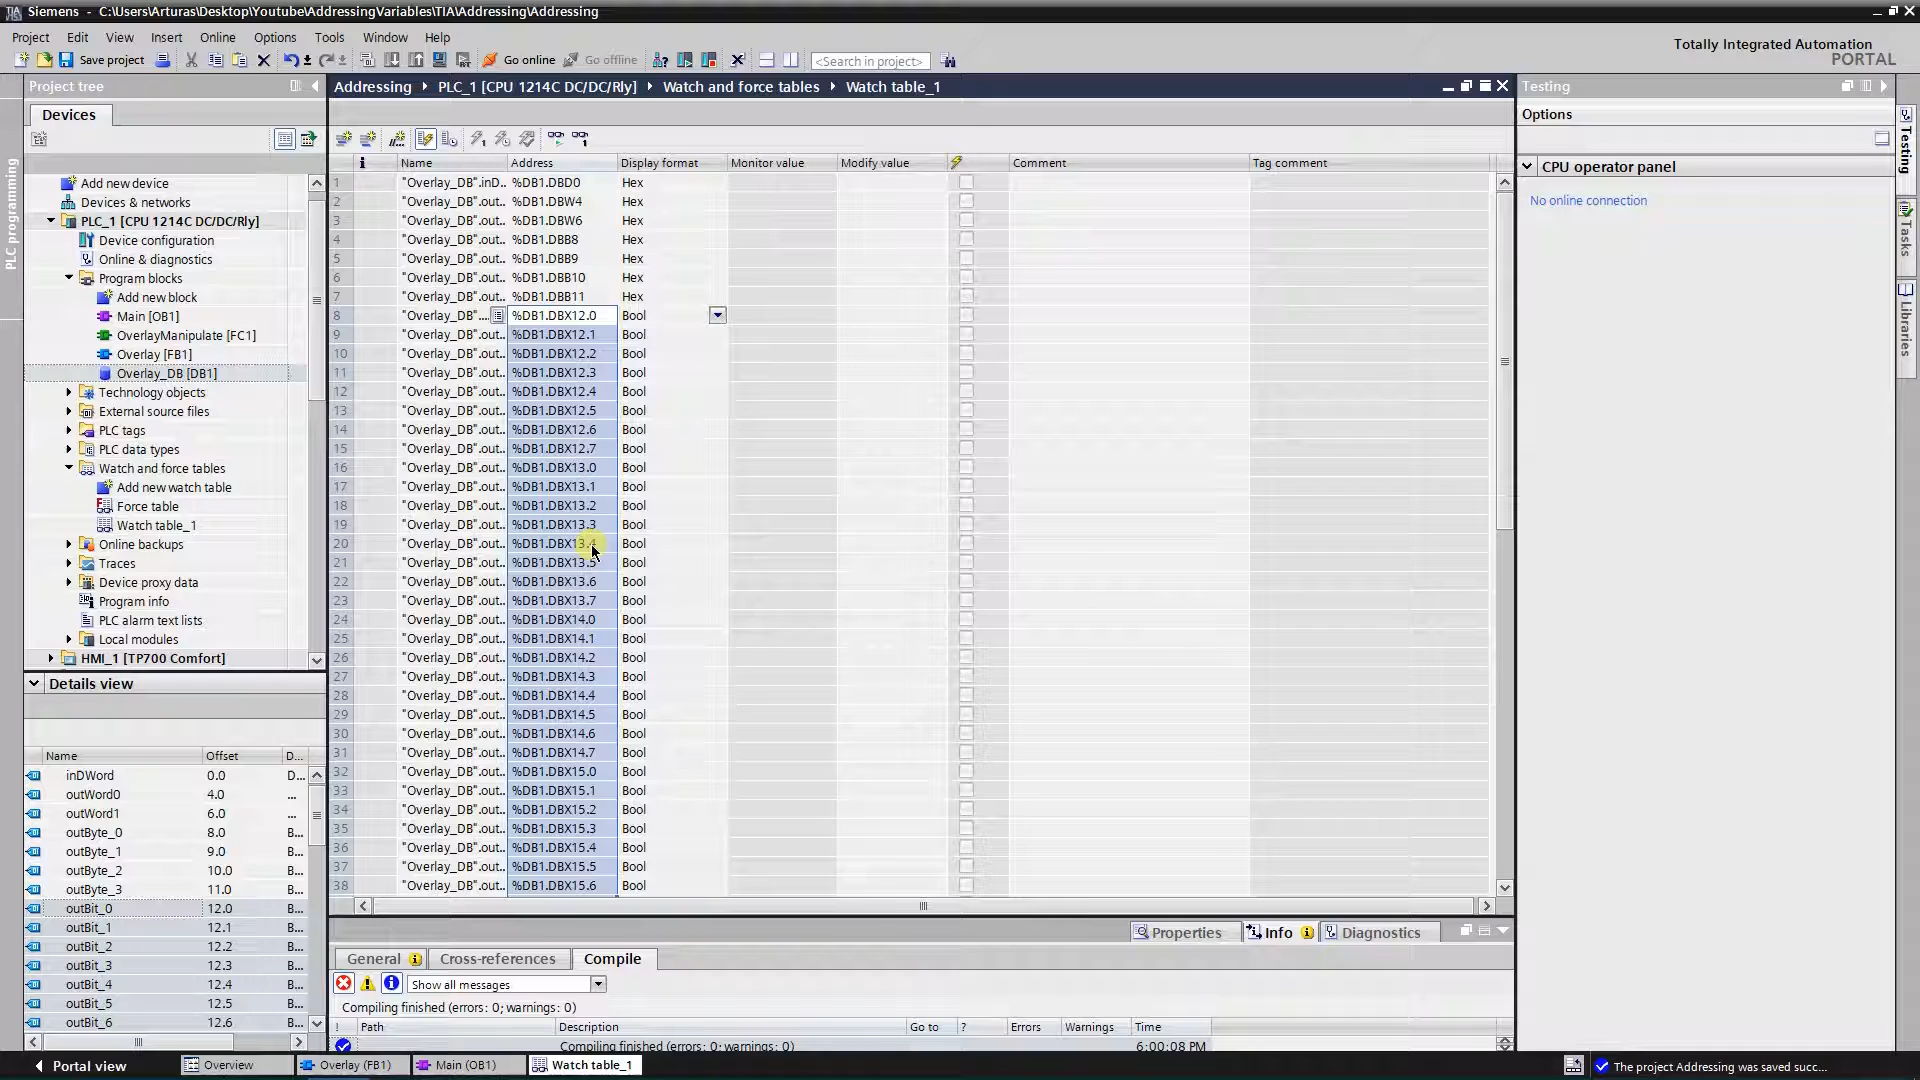 Siemens - C:\Users\Arturas\Desktop\Youtube\AddressingVariables\TIA\Addressing\Addressing
Project Edit View Insert Online Options Tools Window Help
Totally Integrated Automation
PORTAL
Save project Go online Go offline <Search in project>
Project tree
Addressing PLC_1 [CPU 1214C DC/DC/Rly] Watch and force tables Watch table_1
Testing
Devices
Options
CPU operator panel
No online connection
PLC programming
Testing
Tasks
Libraries
Add new device
Devices & networks
PLC_1 [CPU 1214C DC/DC/Rly]
Device configuration
Online & diagnostics
Program blocks
Add new block
Main [OB1]
OverlayManipulate [FC1]
Overlay [FB1]
Overlay_DB [DB1]
Technology objects
External source files
PLC tags
PLC data types
Watch and force tables
Add new watch table
Force table
Watch table_1
Online backups
Traces
Device proxy data
Program info
PLC alarm text lists
Local modules
HMI_1 [TP700 Comfort]
Details view
Name Offset D...
inDWord 0.0 D...
outWord0 4.0 ...
outWord1 6.0 ...
outByte_0 8.0 B...
outByte_1 9.0 B...
outByte_2 10.0 B...
outByte_3 11.0 B...
outBit_0 12.0 B...
outBit_1 12.1 B...
outBit_2 12.2 B...
outBit_3 12.3 B...
outBit_4 12.4 B...
outBit_5 12.5 B...
outBit_6 12.6 B...
i Name Address Display format Monitor value Modify value Comment Tag comment
1 "Overlay_DB".inD.. %DB1.DBD0 Hex
2 "Overlay_DB".out.. %DB1.DBW4 Hex
3 "Overlay_DB".out.. %DB1.DBW6 Hex
4 "Overlay_DB".out.. %DB1.DBB8 Hex
5 "Overlay_DB".out.. %DB1.DBB9 Hex
6 "Overlay_DB".out.. %DB1.DBB10 Hex
7 "Overlay_DB".out.. %DB1.DBB11 Hex
8 "Overlay_DB".... %DB1.DBX12.0 Bool
9 "Overlay_DB".out.. %DB1.DBX12.1 Bool
10 "Overlay_DB".out.. %DB1.DBX12.2 Bool
11 "Overlay_DB".out.. %DB1.DBX12.3 Bool
12 "Overlay_DB".out.. %DB1.DBX12.4 Bool
13 "Overlay_DB".out.. %DB1.DBX12.5 Bool
14 "Overlay_DB".out.. %DB1.DBX12.6 Bool
15 "Overlay_DB".out.. %DB1.DBX12.7 Bool
16 "Overlay_DB".out.. %DB1.DBX13.0 Bool
17 "Overlay_DB".out.. %DB1.DBX13.1 Bool
18 "Overlay_DB".out.. %DB1.DBX13.2 Bool
19 "Overlay_DB".out.. %DB1.DBX13.3 Bool
20 "Overlay_DB".out.. %DB1.DBX13.4 Bool
21 "Overlay_DB".out.. %DB1.DBX13.5 Bool
22 "Overlay_DB".out.. %DB1.DBX13.6 Bool
23 "Overlay_DB".out.. %DB1.DBX13.7 Bool
24 "Overlay_DB".out.. %DB1.DBX14.0 Bool
25 "Overlay_DB".out.. %DB1.DBX14.1 Bool
26 "Overlay_DB".out.. %DB1.DBX14.2 Bool
27 "Overlay_DB".out.. %DB1.DBX14.3 Bool
28 "Overlay_DB".out.. %DB1.DBX14.4 Bool
29 "Overlay_DB".out.. %DB1.DBX14.5 Bool
30 "Overlay_DB".out.. %DB1.DBX14.6 Bool
31 "Overlay_DB".out.. %DB1.DBX14.7 Bool
32 "Overlay_DB".out.. %DB1.DBX15.0 Bool
33 "Overlay_DB".out.. %DB1.DBX15.1 Bool
34 "Overlay_DB".out.. %DB1.DBX15.2 Bool
35 "Overlay_DB".out.. %DB1.DBX15.3 Bool
36 "Overlay_DB".out.. %DB1.DBX15.4 Bool
37 "Overlay_DB".out.. %DB1.DBX15.5 Bool
38 "Overlay_DB".out.. %DB1.DBX15.6 Bool
Properties Info Diagnostics
General Cross-references Compile
Show all messages
Compiling finished (errors: 0; warnings: 0)
! Path Description Go to ? Errors Warnings Time
Compiling finished (errors: 0; warnings: 0) 6:00:08 PM
Portal view Overview Overlay (FB1) Main (OB1) Watch table_1 The project Addressing was saved succ...